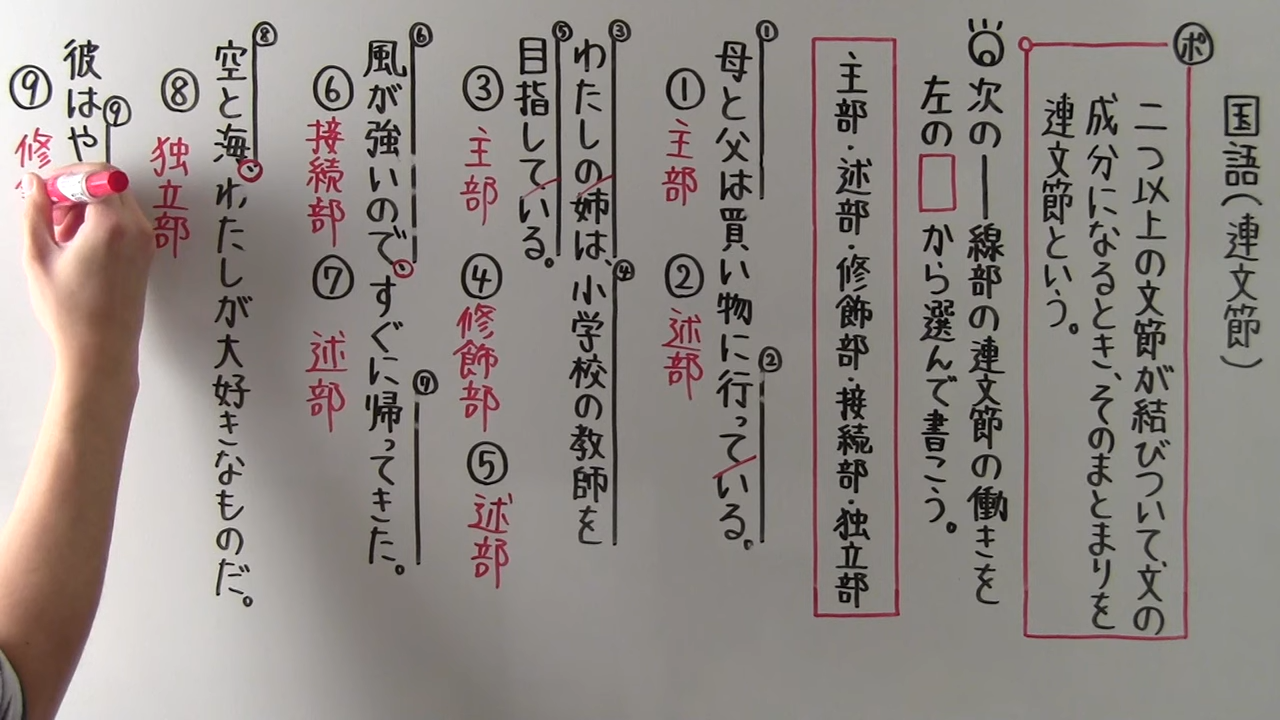 国語(連文節)
ポ
二つ以上の文節が結びついて、文の
成分になるとき、そのまとまりを
連文節という。
次の――線部の連文節の働きを
左の□から選んで書こう。
主部・述部・修飾部・接続部・独立部
① ②
母と父は買い物に行っている。
①主部 ②述部
③ ④
わたしの姉は、小学校の教師を
⑤
目指している。
③主部 ④修飾部 ⑤述部
⑥ ⑦
風が強いので、すぐに帰ってきた。
⑥接続部 ⑦述部
⑧
空と海、わたしが大好きなものだ。
⑧独立部
⑨
彼はや
⑨修